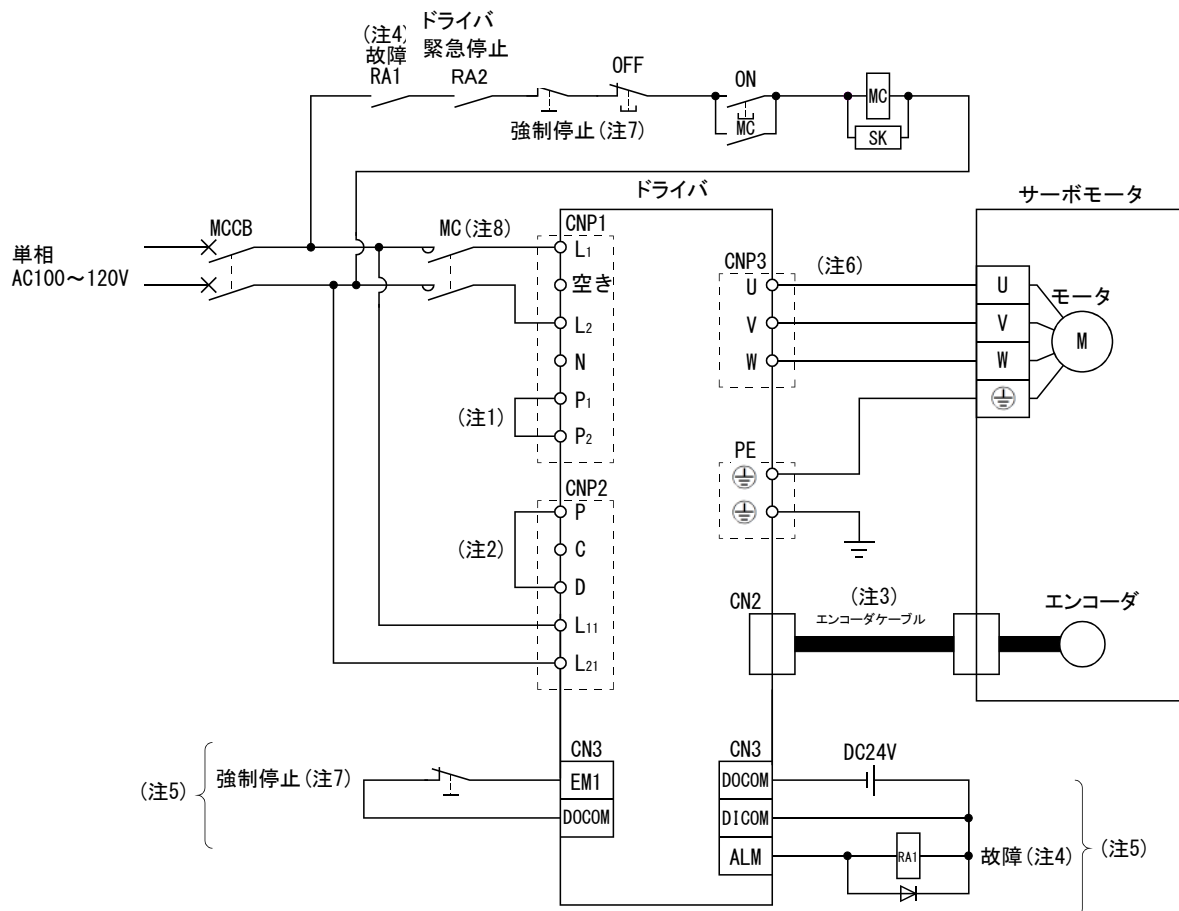 (注4)
故障
RA1
ドライバ
緊急停止
RA2
OFF
ON
強制停止(注7)
MC
MC
SK
ドライバ
サーボモータ
MCCB
MC(注8)
CNP1
単相
AC100～120V
L1
空き
L2
N
P1
P2
(注1)
CNP3
(注6)
U
V
W
U
V
W
モータ
M
PE
CNP2
P
C
D
L11
L21
(注2)
CN2
(注3)
エンコーダケーブル
エンコーダ
CN3
(注5)
強制停止(注7)
EM1
DOCOM
CN3
DC24V
DOCOM
DICOM
ALM
RA1
故障(注4)
(注5)